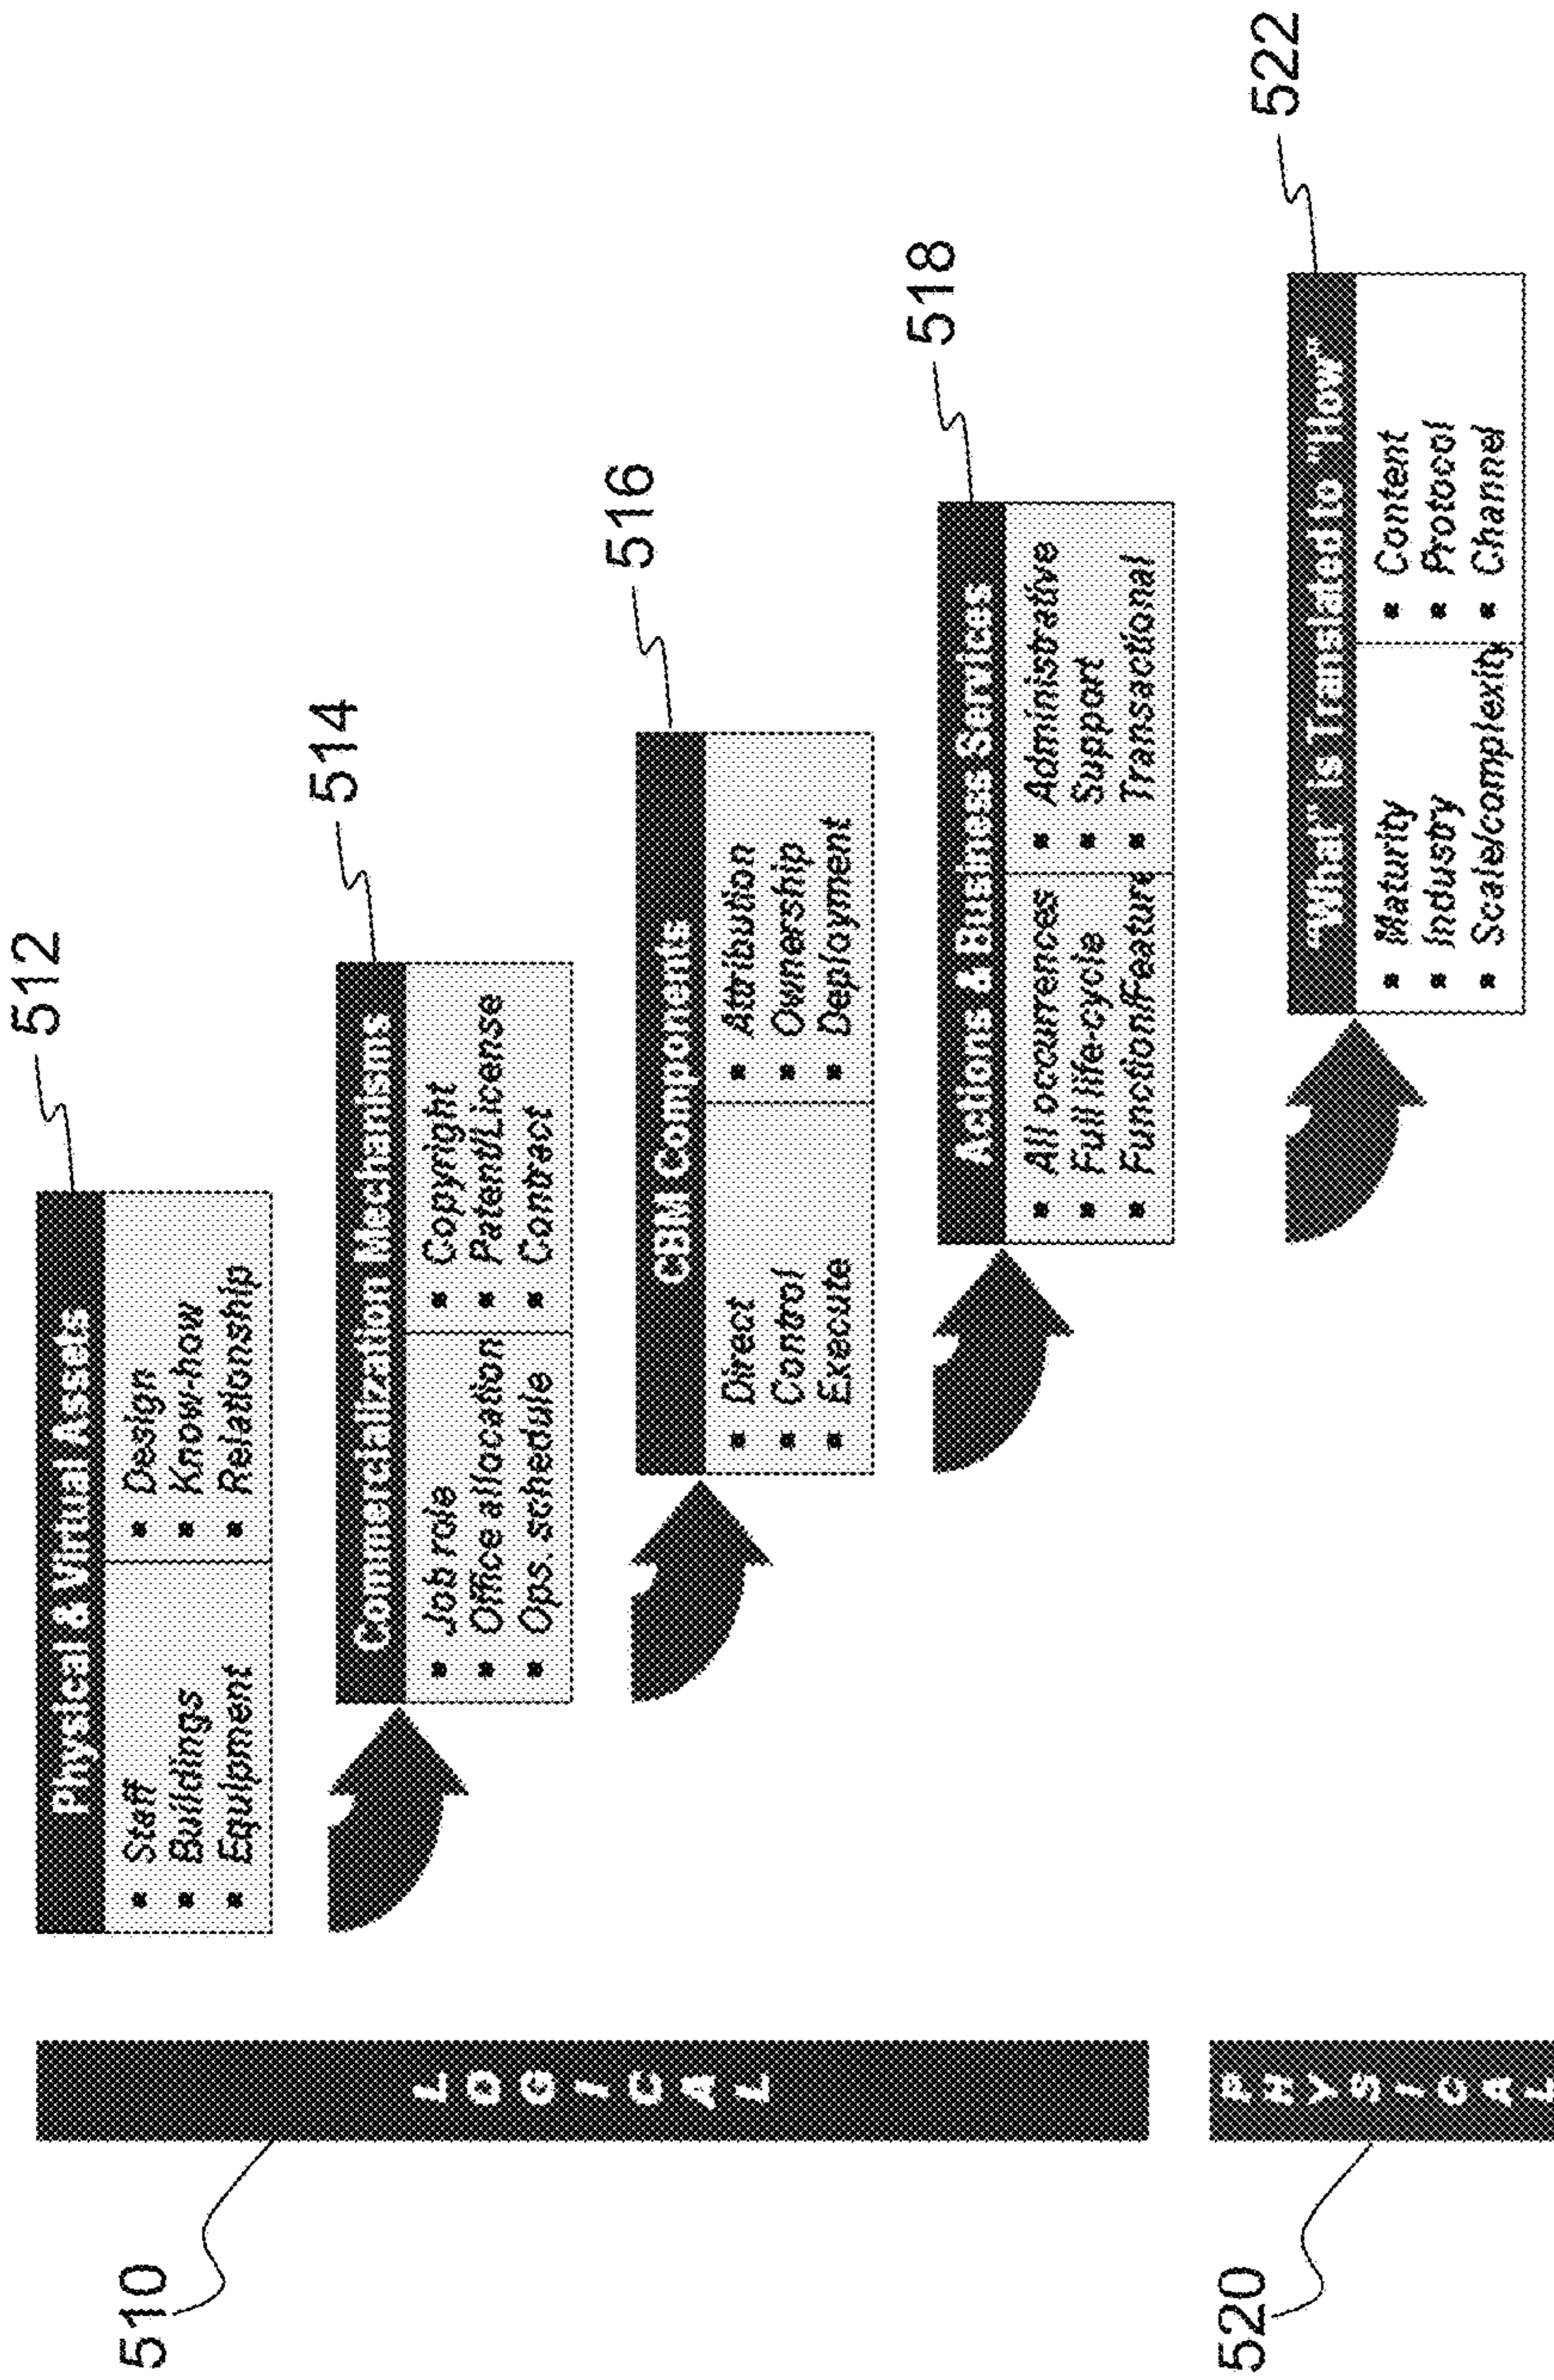 512
Physical & Virtual Assets
▪ Staff
▪ Buildings
▪ Equipment
▪ Design
▪ Know-how
▪ Relationship
514
Commercialization Mechanisms
▪ Job role
▪ Office allocation
▪ Ops. schedule
▪ Copyright
▪ Patent/License
▪ Contract
516
CBM Components
▪ Direct
▪ Control
▪ Execute
▪ Attribution
▪ Ownership
▪ Deployment
518
Actions & Business Services
▪ All occurrences
▪ Full life-cycle
▪ Function/Feature
▪ Administrative
▪ Support
▪ Transactional
522
"What" is Translated to "How"
▪ Maturity
▪ Industry
▪ Scale/complexity
▪ Content
▪ Protocol
▪ Channel
510
LOGICAL
520
PHYSICAL